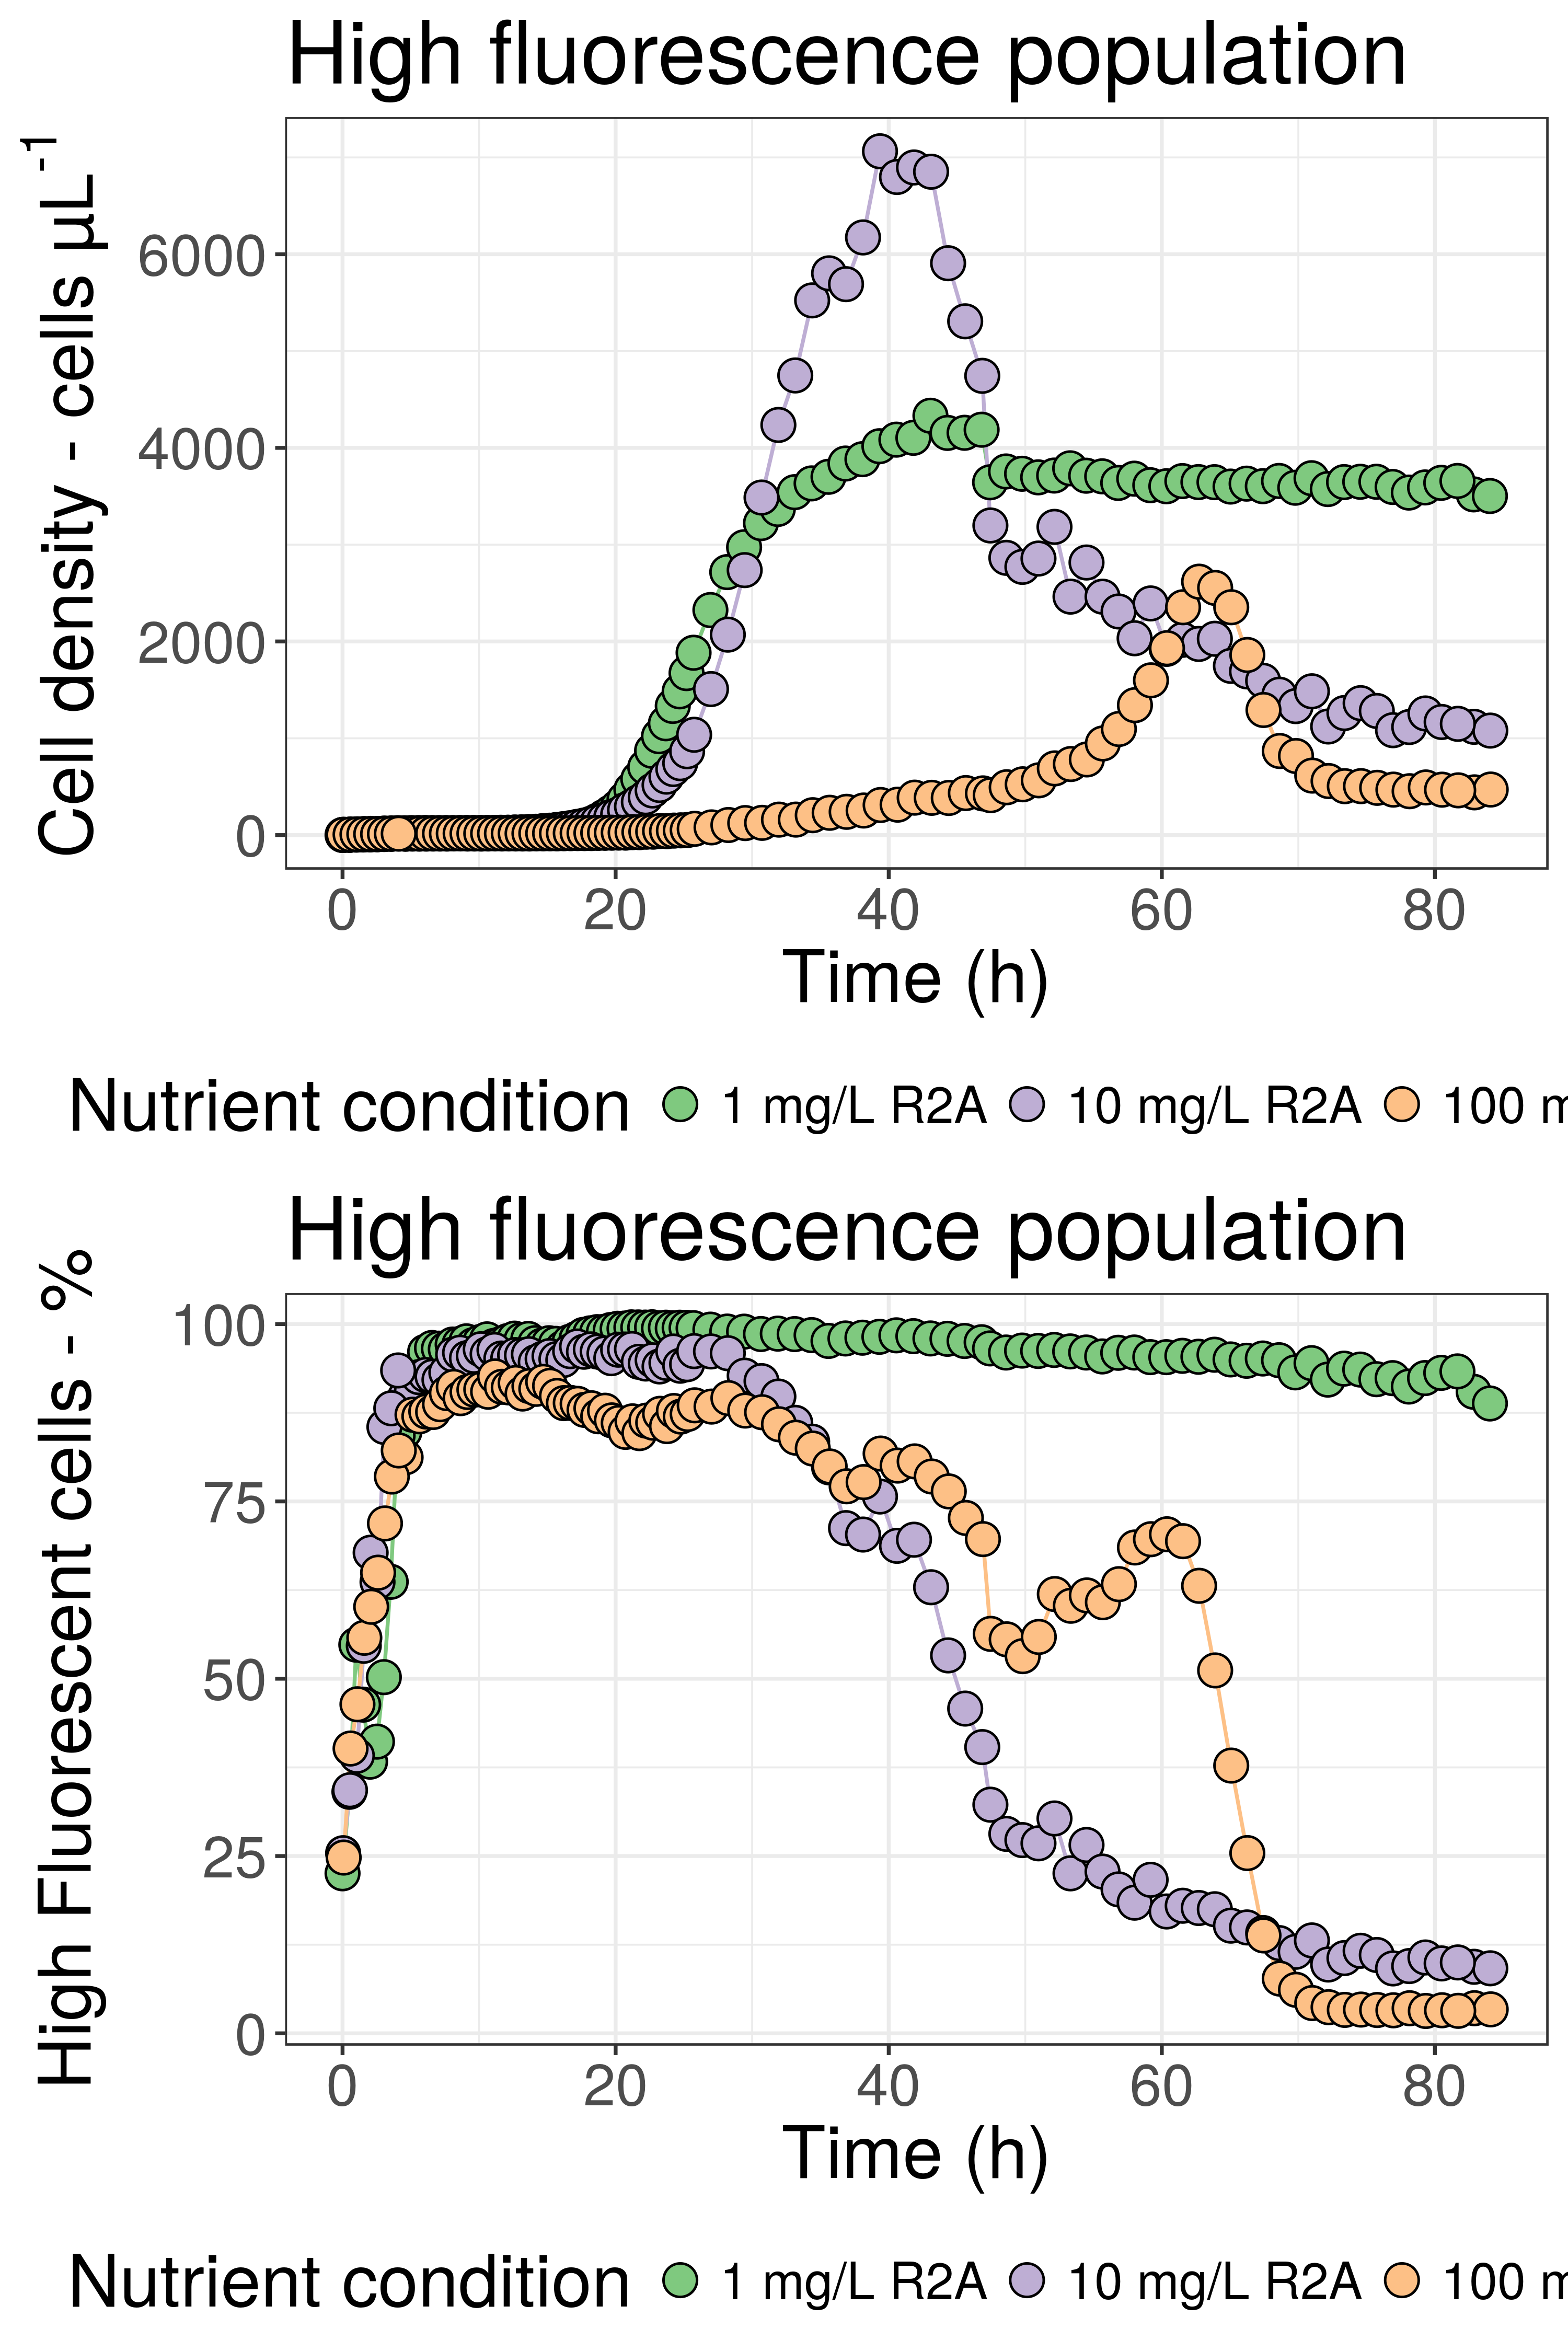 High fluorescence population
Cell density - cells µL⁻¹
6000
4000
2000
0
0 20 40 60 80
Time (h)
Nutrient condition 1 mg/L R2A 10 mg/L R2A 100 m
High fluorescence population
High Fluorescent cells - %
100
75
50
25
0
0 20 40 60 80
Time (h)
Nutrient condition 1 mg/L R2A 10 mg/L R2A 100 m